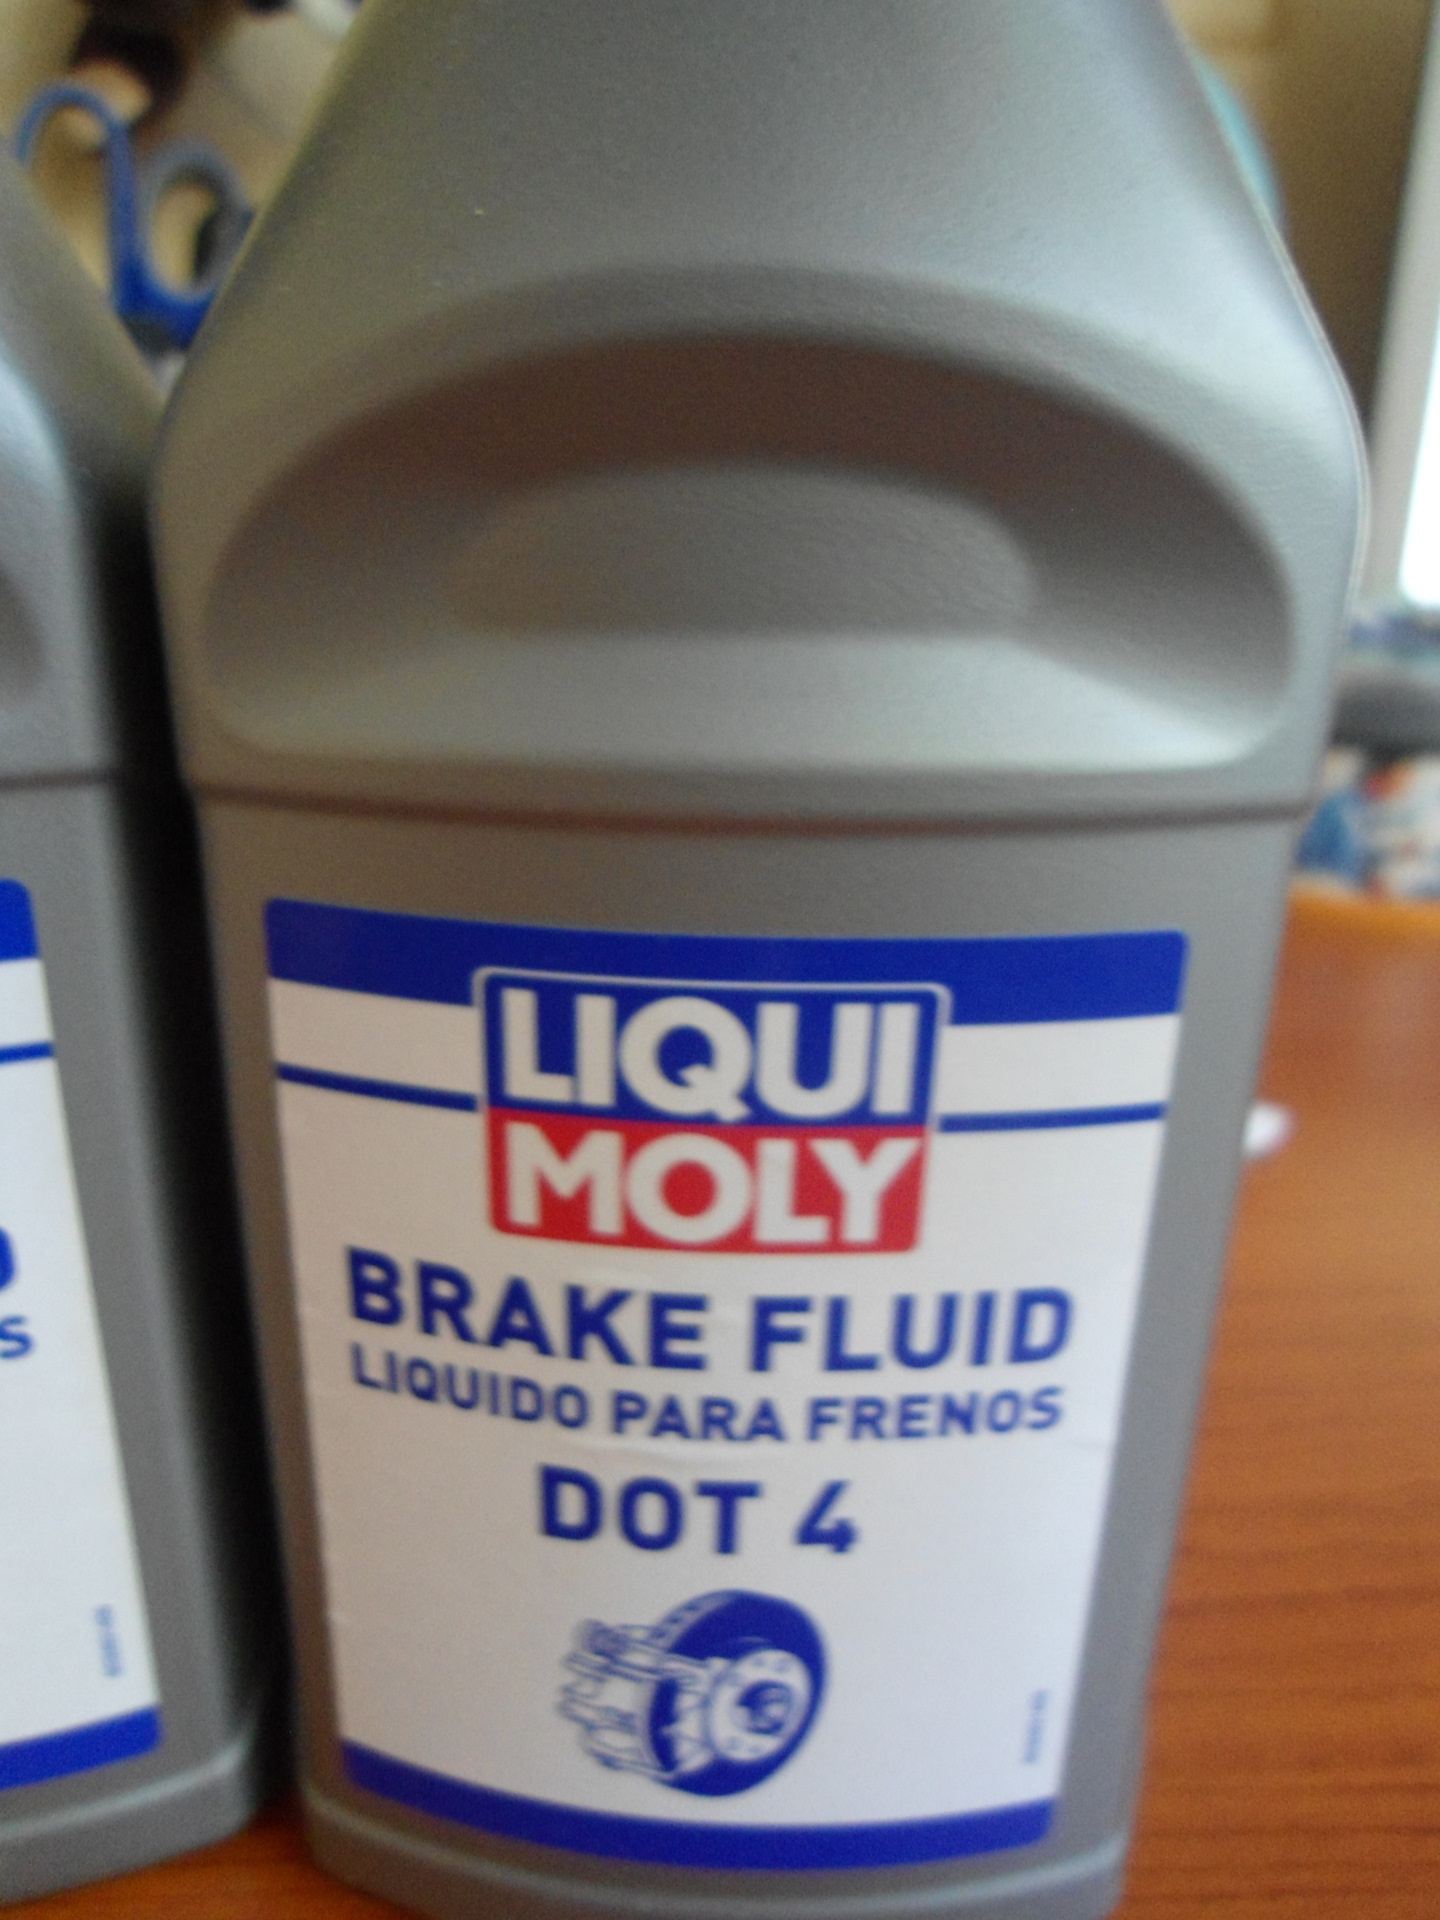 LIQUI
MOLY
BRAKE FLUID
LIQUIDO PARA FRENOS
DOT 4
S